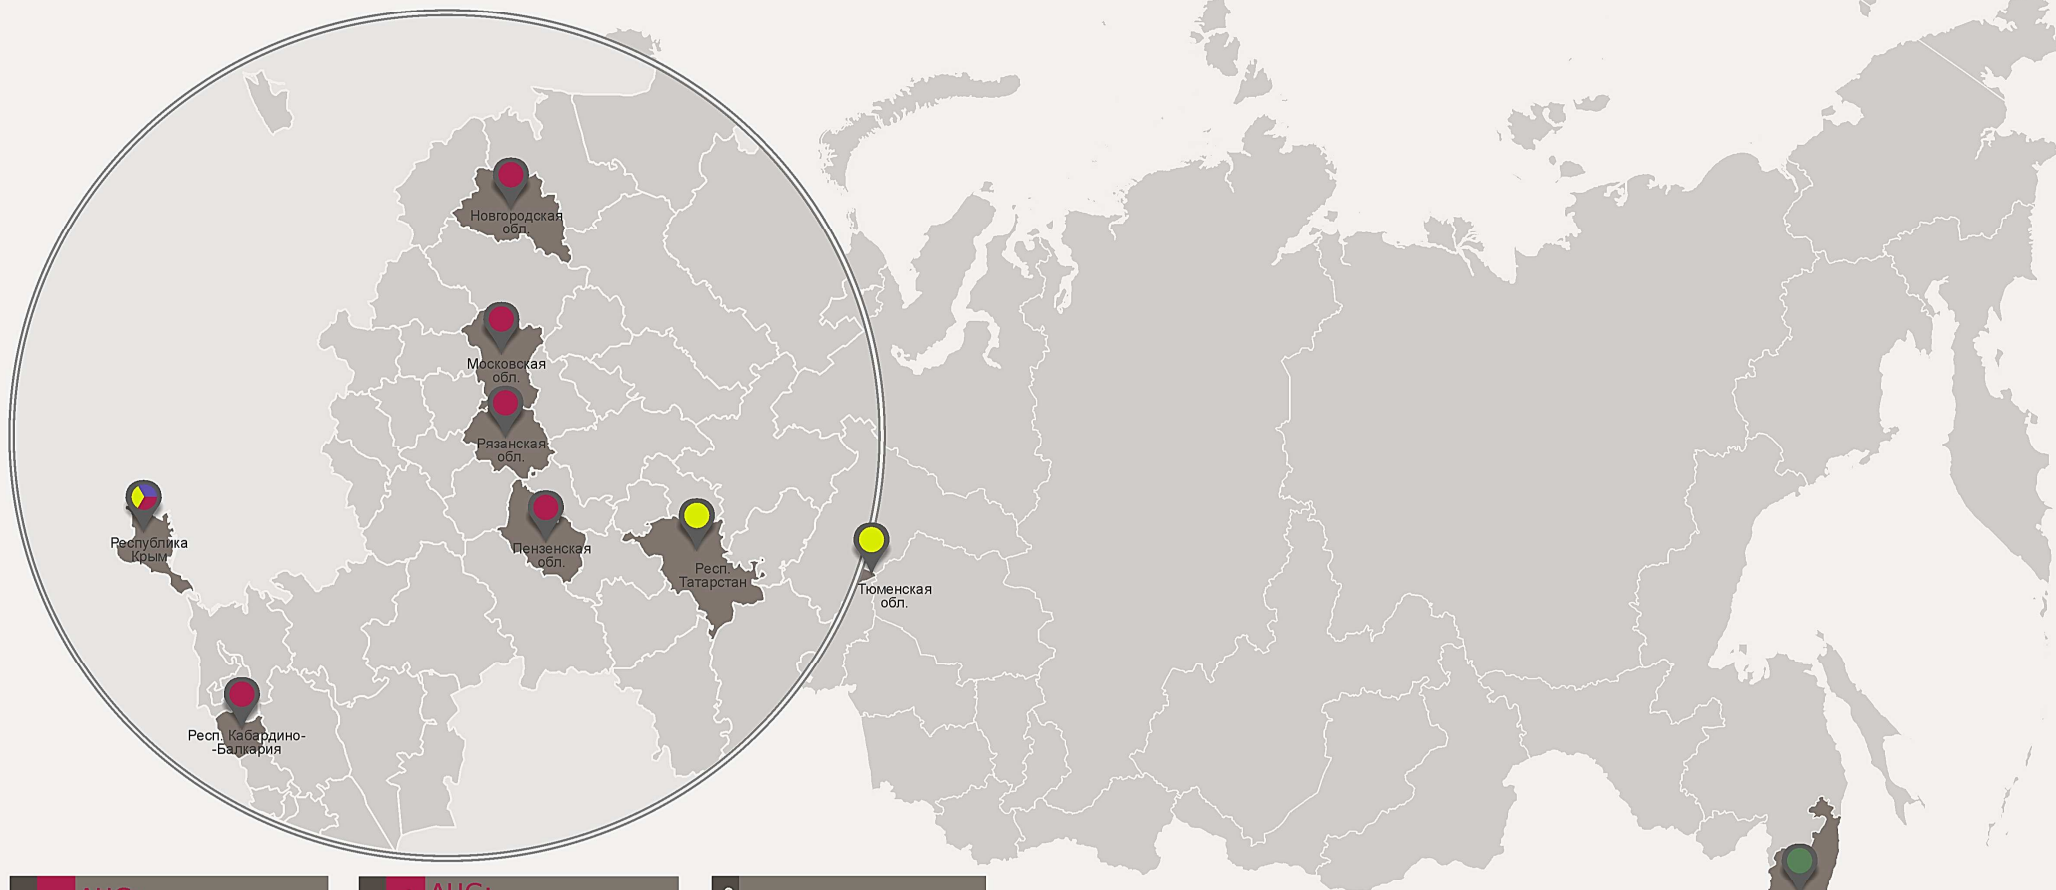 Новгородская
обл.
Московская
обл.
Рязанская
обл.
Республика
Крым
Пензенская
обл.
Респ.
Татарстан
Тюменская
обл.
Респ. Кабардино-
-Балкария